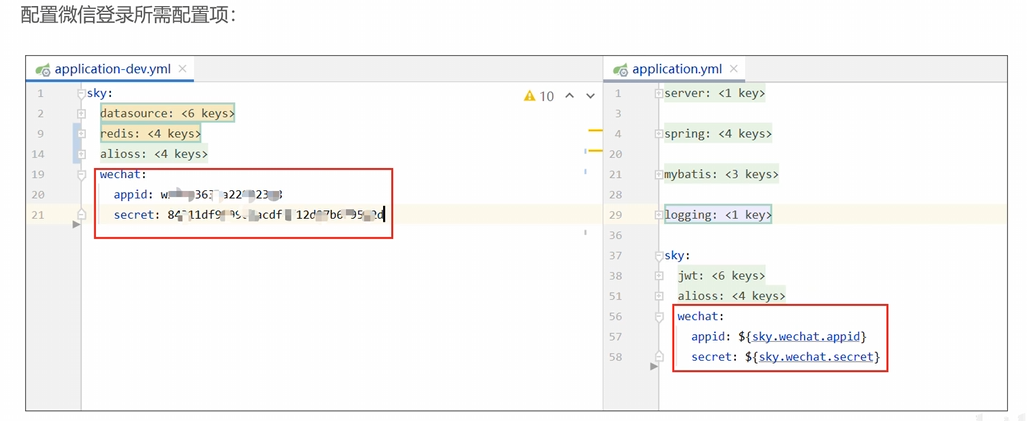 配置微信登录所需配置项：
application-dev.yml
1 sky:
2 datasource: <6 keys>
9 redis: <4 keys>
14 alioss: <4 keys>
19 wechat:
20 appid:
21 secret:
10
application.yml
1 server: <1 key>
3
4 spring: <4 keys>
20
21 mybatis: <3 keys>
28
29 logging: <1 key>
36
37 sky:
38 jwt: <6 keys>
51 alioss: <4 keys>
56 wechat:
57 appid: ${sky.wechat.appid}
58 secret: ${sky.wechat.secret}